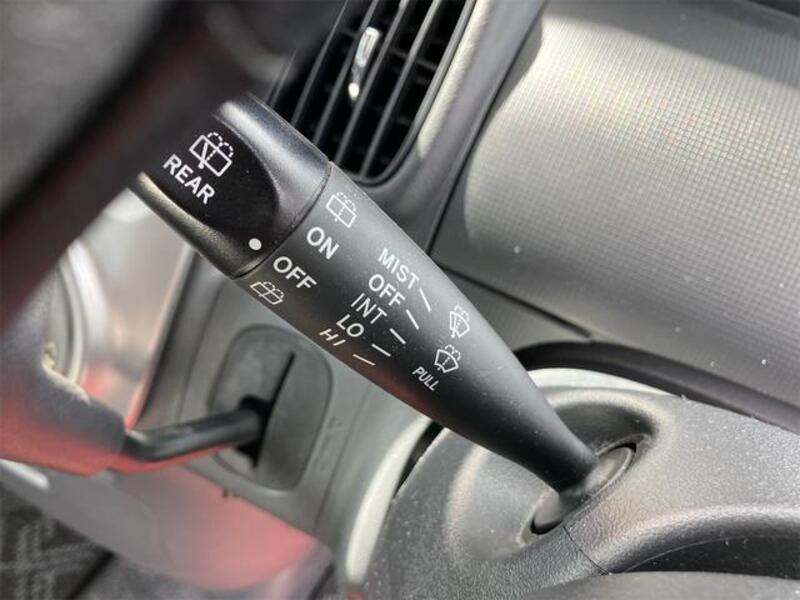 REAR
ON
OFF
MIST
OFF
INT
LO
HI
PULL